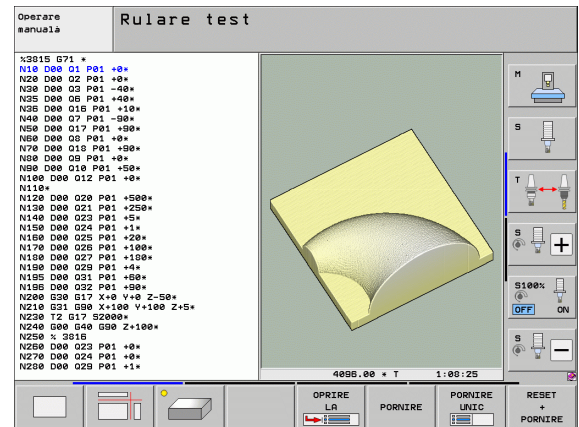 Operare
manuală
Rulare test
%3815 G71 *
N10 D00 Q1 P01 +0*
N20 D00 Q2 P01 +0*
N30 D00 Q3 P01 -40*
N35 D00 Q6 P01 +40*
N36 D00 Q16 P01 +10*
N40 D00 Q7 P01 -90*
N50 D00 Q17 P01 +90*
N60 D00 Q8 P01 +0*
N70 D00 Q18 P01 +90*
N80 D00 Q9 P01 +0*
N90 D00 Q10 P01 +50*
N100 D00 Q12 P01 +0*
N110*
N120 D00 Q20 P01 +500*
N130 D00 Q21 P01 +250*
N140 D00 Q23 P01 +5*
N150 D00 Q24 P01 +1*
N160 D00 Q25 P01 +20*
N170 D00 Q26 P01 +100*
N180 D00 Q27 P01 +180*
N190 D00 Q29 P01 +4*
N195 D00 Q31 P01 +60*
N196 D00 Q32 P01 +90*
N200 G30 G17 X+0 Y+0 Z-50*
N210 G31 G90 X+100 Y+100 Z+5*
N230 T2 G17 S2000*
N240 G00 G40 G90 Z+100*
N250 % 3816
N260 D00 Q23 P01 +0*
N270 D00 Q24 P01 +0*
N280 D00 Q29 P01 +1*
4096.00 * T 1:08:25
M
S
T
S
S100%
OFF ON
S
OPRIRE
LA
PORNIRE
PORNIRE
UNIC
RESET
+
PORNIRE